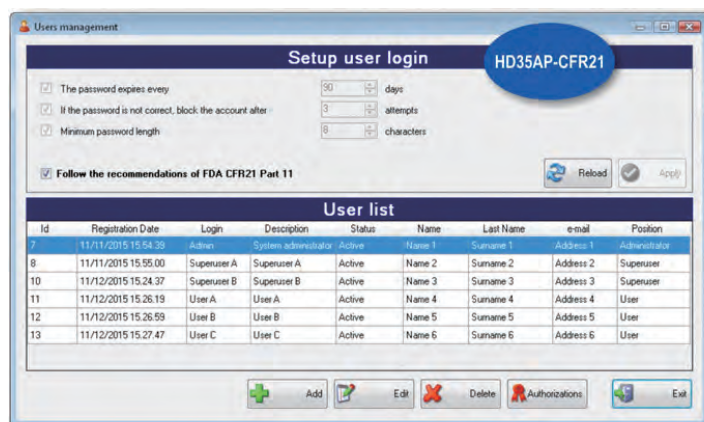 Users management
Setup user login
HD35AP-CFR21
The password expires every 90 days
If the password is not correct, block the account after 3 attempts
Minimum password length 8 characters
Follow the recommendations of FDA CFR21 Part 11
Reload Apply
User list
Id Registration Date Login Description Status Name Last Name e-mail Position
7 11/11/2015 15.54.39 Admin System administrator Active Name 1 Surname 1 Address 1 Administrator
8 11/11/2015 15.55.00 Superuser A Superuser A Active Name 2 Surname 2 Address 2 Superuser
10 11/12/2015 15.24.37 Superuser B Superuser B Active Name 3 Surname 3 Address 3 Superuser
11 11/12/2015 15.26.19 User A User A Active Name 4 Surname 4 Address 4 User
12 11/12/2015 15.26.59 User B User B Active Name 5 Surname 5 Address 5 User
13 11/12/2015 15.27.47 User C User C Active Name 6 Surname 6 Address 6 User
Add Edit Delete Authorizations Exit